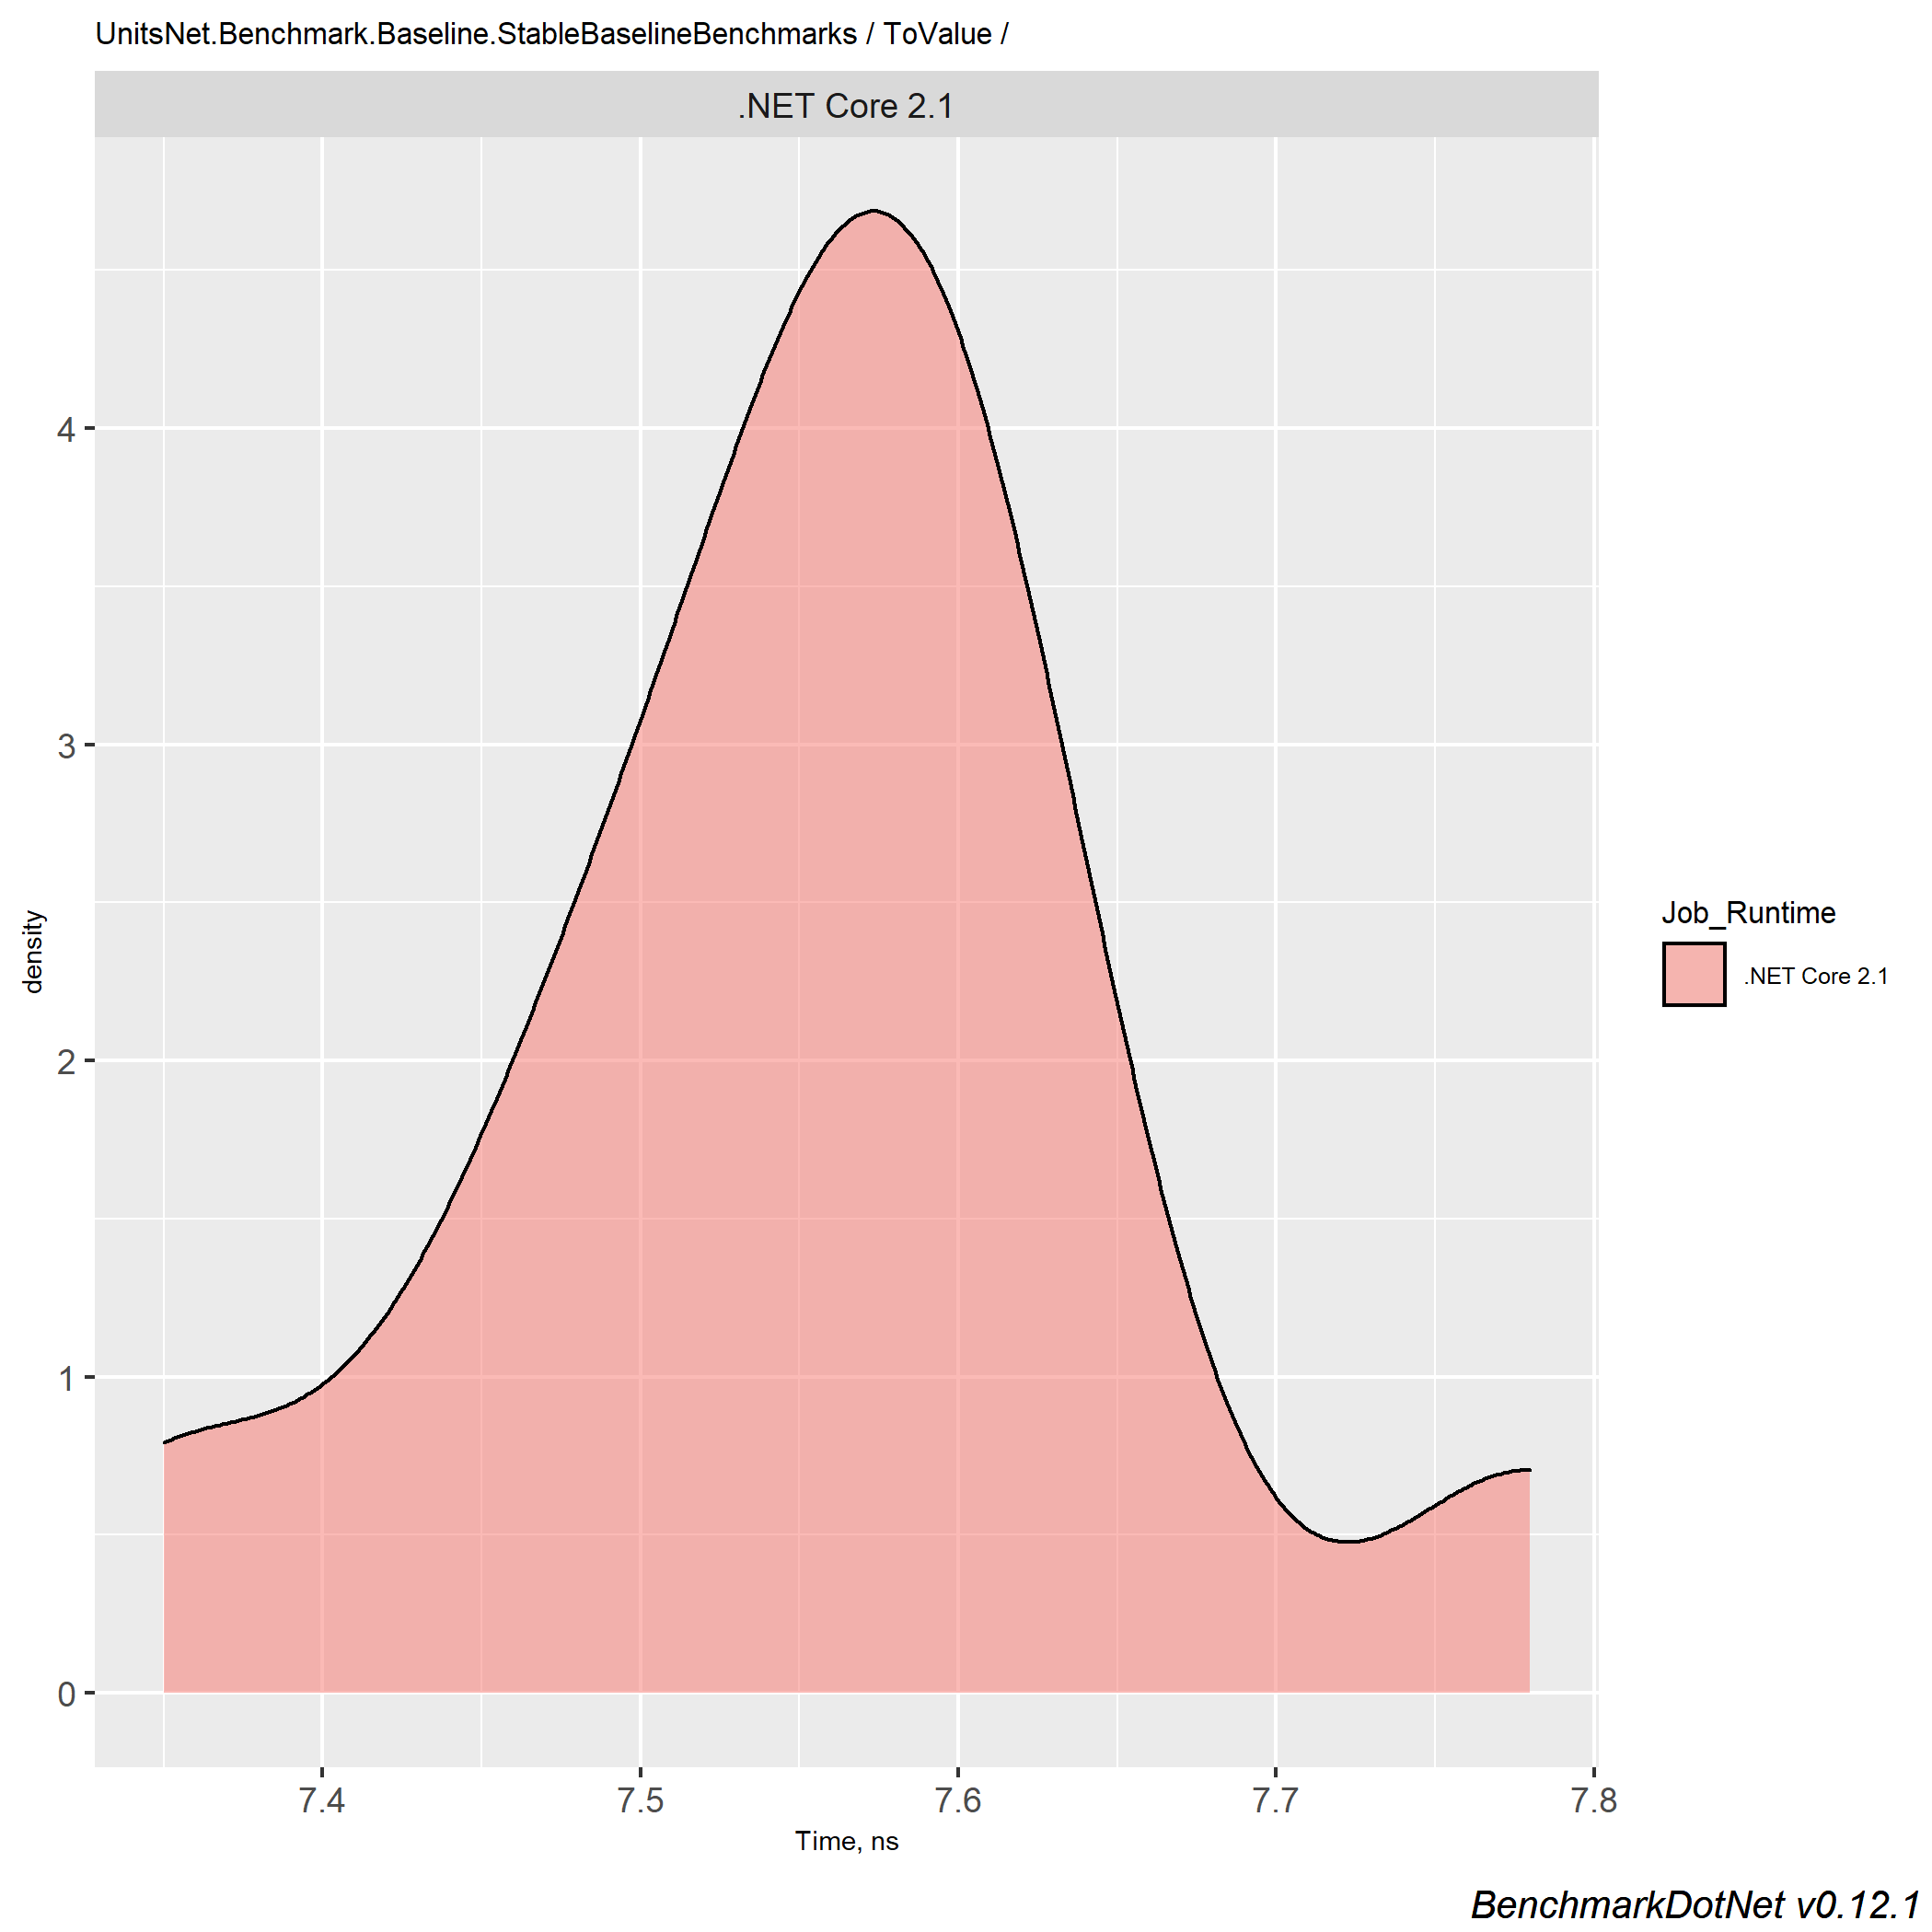 UnitsNet.Benchmark.Baseline.StableBaselineBenchmarks / ToValue /
.NET Core 2.1
4
3
2
1
0
density
7.4 7.5 7.6 7.7 7.8
Time, ns
Job_Runtime
.NET Core 2.1
BenchmarkDotNet v0.12.1